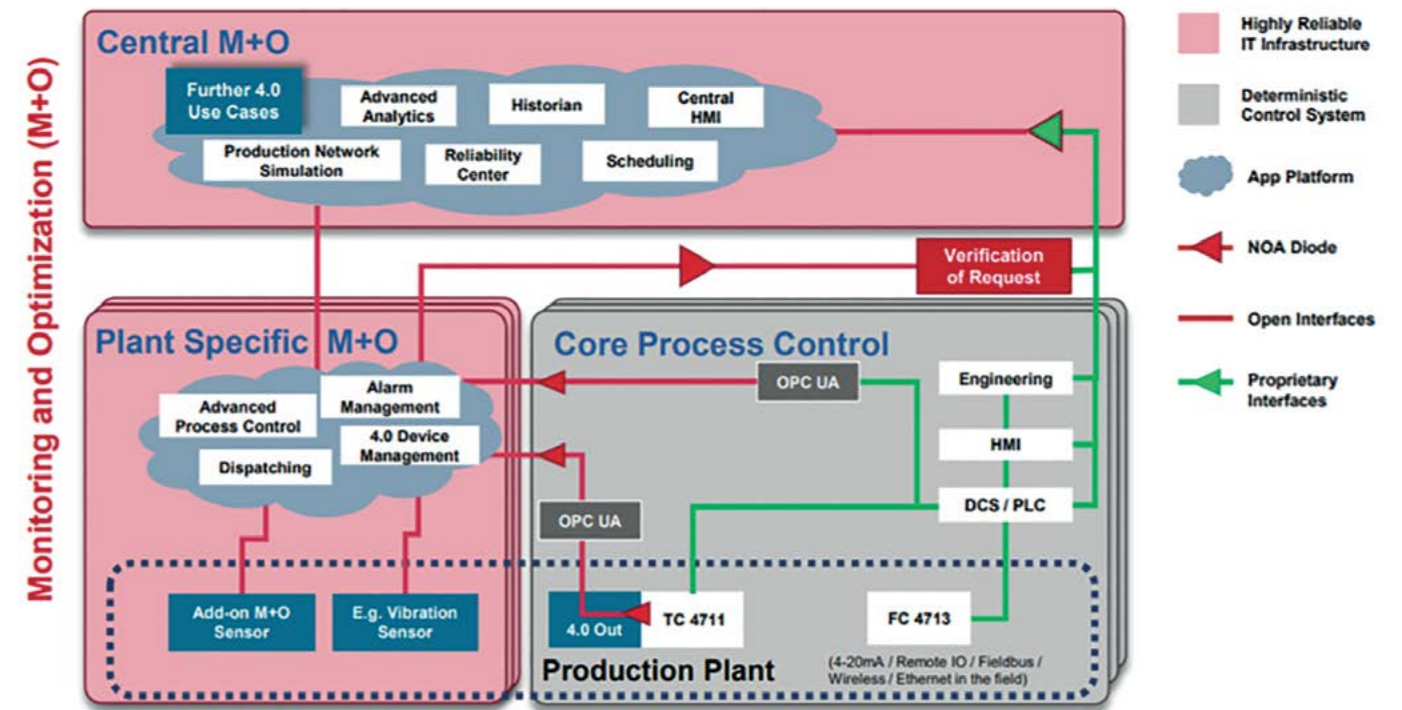 Monitoring and Optimization (M+O)
Central M+O
Further 4.0
Use Cases
Advanced
Analytics
Historian
Central
HMI
Production Network
Simulation
Reliability
Center
Scheduling
Highly Reliable
IT Infrastructure
Deterministic
Control System
App Platform
NOA Diode
Open Interfaces
Proprietary
Interfaces
Verification
of Request
Plant Specific M+O
Alarm
Management
Advanced
Process Control
4.0 Device
Management
Dispatching
Add-on M+O
Sensor
E.g. Vibration
Sensor
Core Process Control
OPC UA
Engineering
HMI
DCS / PLC
OPC UA
4.0 Out
TC 4711
FC 4713
Production Plant
(4-20mA / Remote IO / Fieldbus /
Wireless / Ethernet in the field)